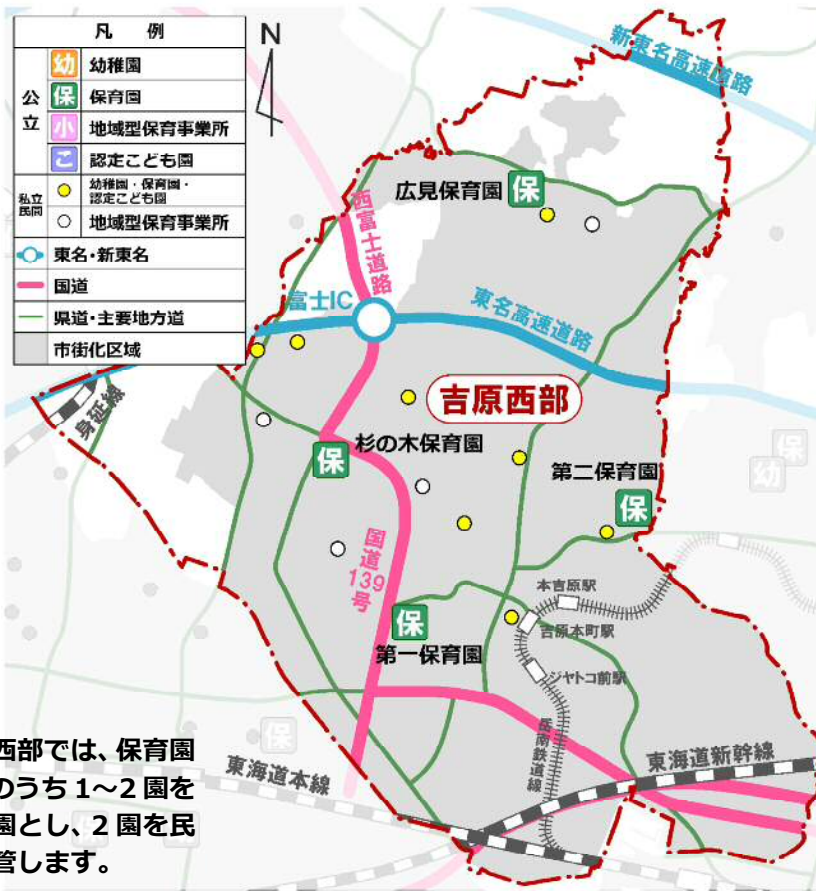 凡 例
公立
幼 幼稚園
保 保育園
小 地域型保育事業所
こ 認定こども園
私立
民間
幼稚園・保育園・
認定こども園
地域型保育事業所
東名・新東名
国道
県道・主要地方道
市街化区域
N
新東名高速道路
広見保育園
保
西富士道路
富士IC
東名高速道路
身延線
吉原西部
杉の木保育園
保
第二保育園
保
保
幼
国道
139
号
本吉原駅
吉原本町駅
保
第一保育園
ジヤトコ前駅
岳南鉄道線
保
東海道本線
東海道新幹線
西部では、保育園
のうち1～2園を
園とし、2園を民
管します。